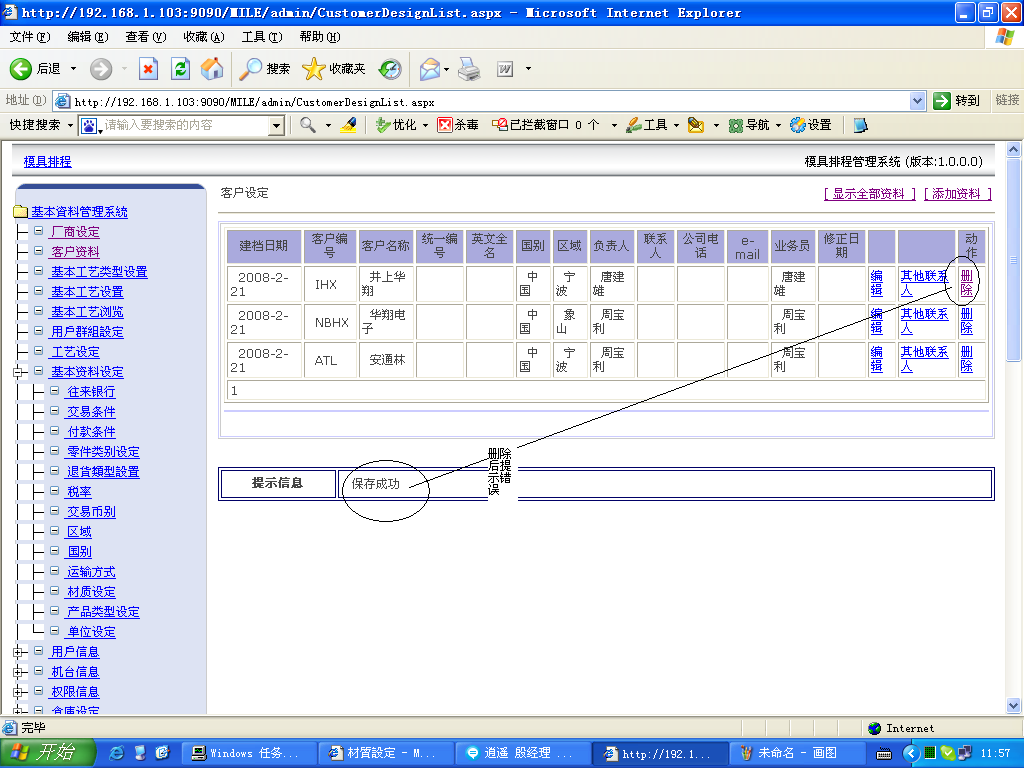 http://192.168.1.103:9090/MILE/admin/CustomerDesignList.aspx - Microsoft Internet Explorer
文件(F) 编辑(E) 查看(V) 收藏(A) 工具(T) 帮助(H)
后退 搜索 收藏夹
地址(D) http://192.168.1.103:9090/MILE/admin/CustomerDesignList.aspx 转到 链接
快捷搜索 请输入要搜索的内容 优化 杀毒 已拦截窗口 0 个 工具 导航 设置
模具排程 模具排程管理系统 (版本:1.0.0.0)
基本資料管理系统
厂商设定
客户资料
基本工艺类型设置
基本工艺设置
基本工艺浏览
用户群組設定
工艺设定
基本资料设定
往来银行
交易条件
付款条件
零件类别设定
退貨類型設置
税率
交易币别
区域
国别
运输方式
材质设定
产品类型设定
单位设定
用戶信息
机台信息
权限信息
倉庫设定
客户设定 [ 显示全部资料 ] [ 添加资料 ]
建档日期 客户编号 客户名称 统一编号 英文全名 国别 区域 负责人 联系人 公司电话 e-mail 业务员 修正日期 动作
2008-2-21 IHX 井上华翔 中国 宁波 唐建雄 唐建雄 编辑 其他联系人 删除
2008-2-21 NBHX 华翔电子 中国 象山 周宝利 周宝利 编辑 其他联系人 删除
2008-2-21 ATL 安通林 中国 宁波 周宝利 周宝利 编辑 其他联系人 删除
1
删除
后提
示错
误
提示信息 保存成功
完毕 Internet
开始 Windows 任务... 材質設定 - M... 逍遥 殷经理 ... http://192.1... 未命名 - 画图 11:57